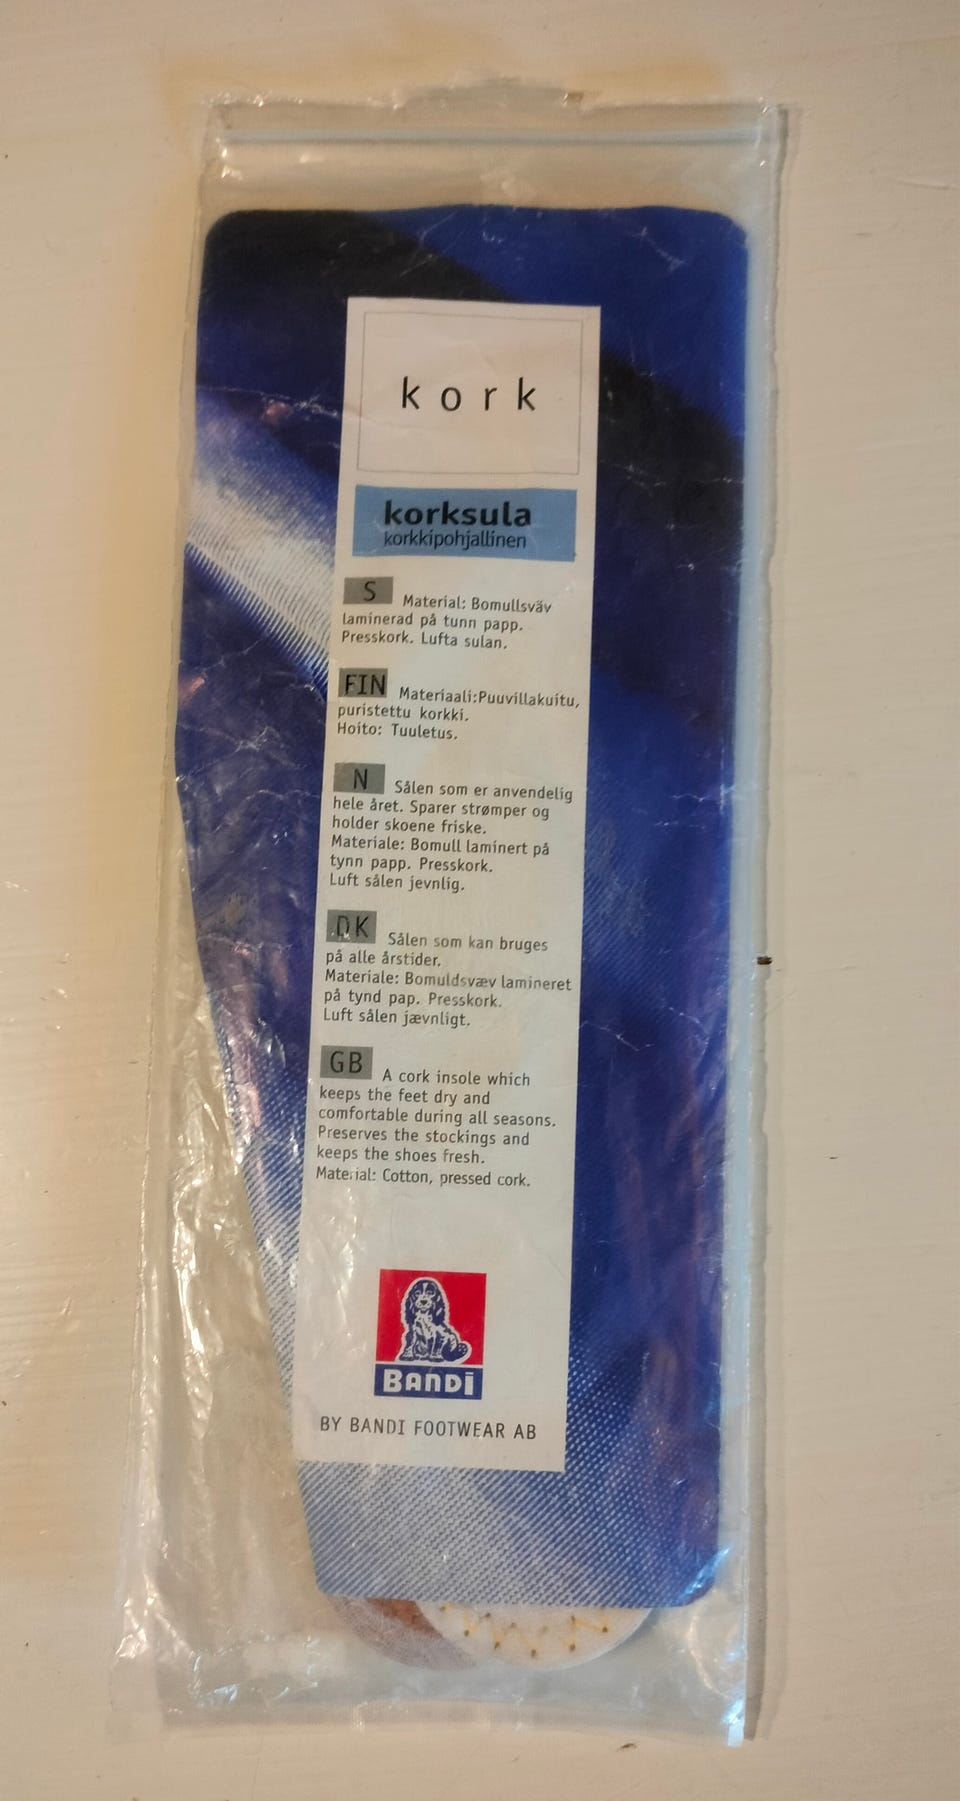 kork
korksula
korkkipohjallinen
S Material: Bomullsväv
laminerad på tunn papp.
Presskork. Lufta sulan.
FIN Materiaali:Puuvillakuitu,
puristettu korkki.
Hoito: Tuuletus.
N Sålen som er anvendelig
hele året. Sparer strømper og
holder skoene friske.
Materiale: Bomull laminert på
tynn papp. Presskork.
Luft sålen jevnlig.
DK Sålen som kan bruges
på alle årstider.
Materiale: Bomuldsvæv lamineret
på tynd pap. Presskork.
Luft sålen jævnligt.
GB A cork insole which
keeps the feet dry and
comfortable during all seasons.
Preserves the stockings and
keeps the shoes fresh.
Material: Cotton, pressed cork.
BANDI
BY BANDI FOOTWEAR AB